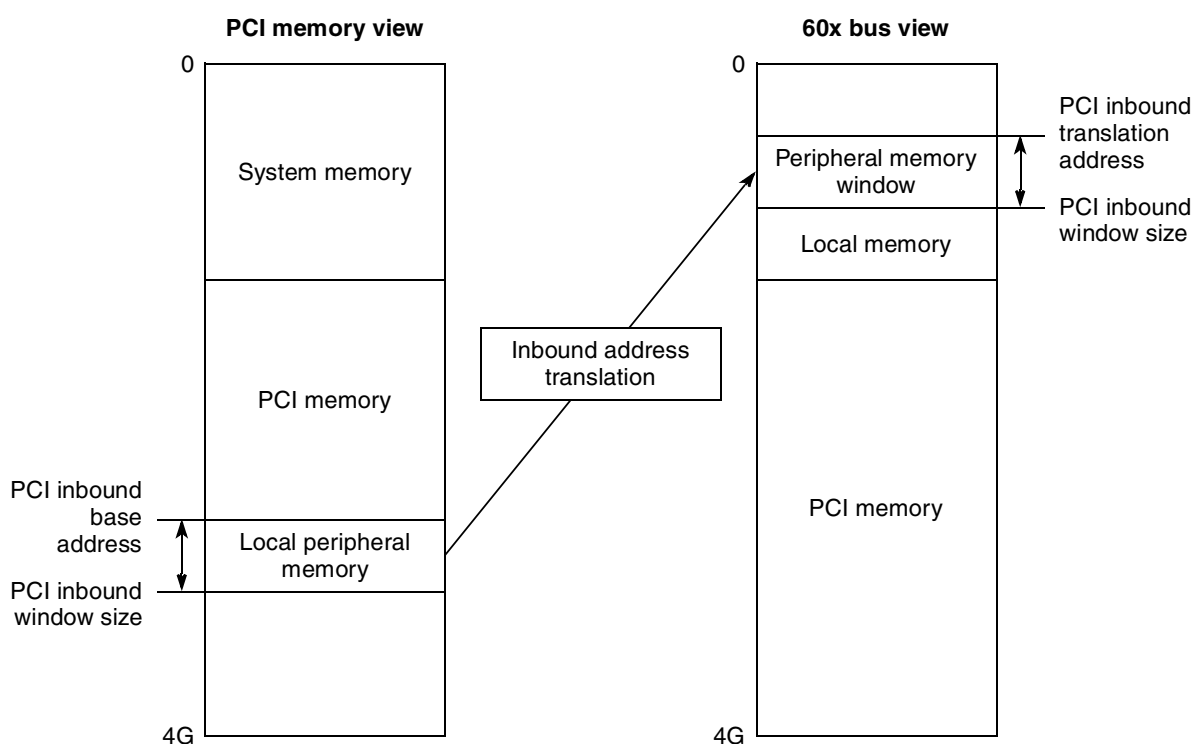 PCI memory view
0
System memory
PCI memory
PCI inbound
base
address
Local peripheral
memory
PCI inbound
window size
4G
Inbound address
translation
60x bus view
0
Peripheral memory
window
Local memory
PCI memory
4G
PCI inbound
translation
address
PCI inbound
window size